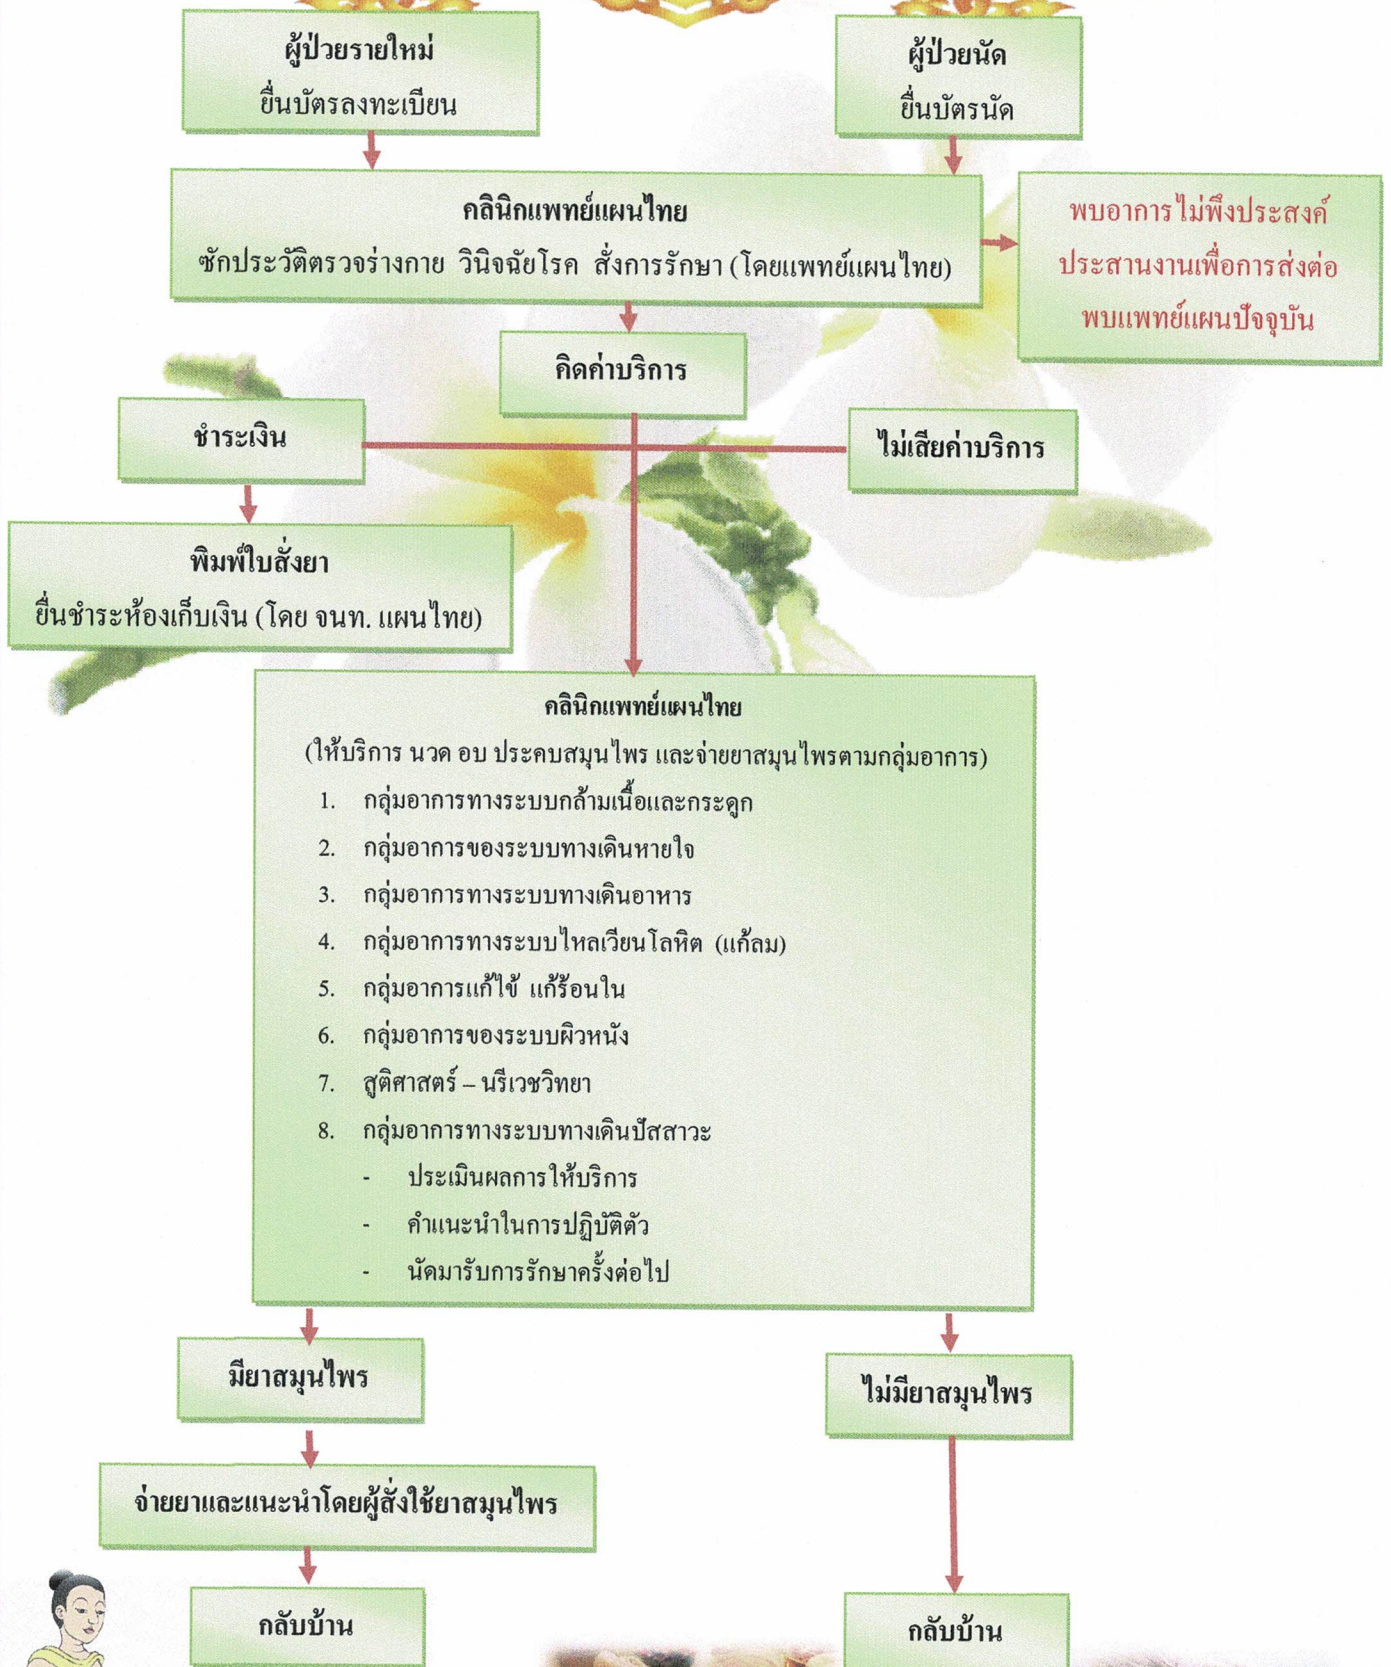 ผู้ป่วยรายใหม่
ยื่นบัตรลงทะเบียน
ผู้ป่วยนัด
ยื่นบัตรนัด
คลินิกแพทย์แผนไทย
ซักประวัติตรวจร่างกาย วินิจฉัยโรค สั่งการรักษา (โดยแพทย์แผนไทย)
พบอาการไม่พึงประสงค์
ประสานงานเพื่อการส่งต่อ
พบแพทย์แผนปัจจุบัน
คิดค่าบริการ
ชำระเงิน
ไม่เสียค่าบริการ
พิมพ์ใบสั่งยา
ยื่นชำระห้องเก็บเงิน (โดย จนท. แผนไทย)
คลินิกแพทย์แผนไทย
(ให้บริการ นวด อบ ประคบสมุนไพร และจ่ายยาสมุนไพรตามกลุ่มอาการ)
1. กลุ่มอาการทางระบบกล้ามเนื้อและกระดูก
2. กลุ่มอาการของระบบทางเดินหายใจ
3. กลุ่มอาการทางระบบทางเดินอาหาร
4. กลุ่มอาการทางระบบไหลเวียนโลหิต (แก้ลม)
5. กลุ่มอาการแก้ไข้ แก้ร้อนใน
6. กลุ่มอาการของระบบผิวหนัง
7. สูติศาสตร์ – นรีเวชวิทยา
8. กลุ่มอาการทางระบบทางเดินปัสสาวะ
- ประเมินผลการให้บริการ
- คำแนะนำในการปฏิบัติตัว
- นัดมารับการรักษาครั้งต่อไป
มียาสมุนไพร
ไม่มียาสมุนไพร
จ่ายยาและแนะนำโดยผู้สั่งใช้ยาสมุนไพร
กลับบ้าน
กลับบ้าน